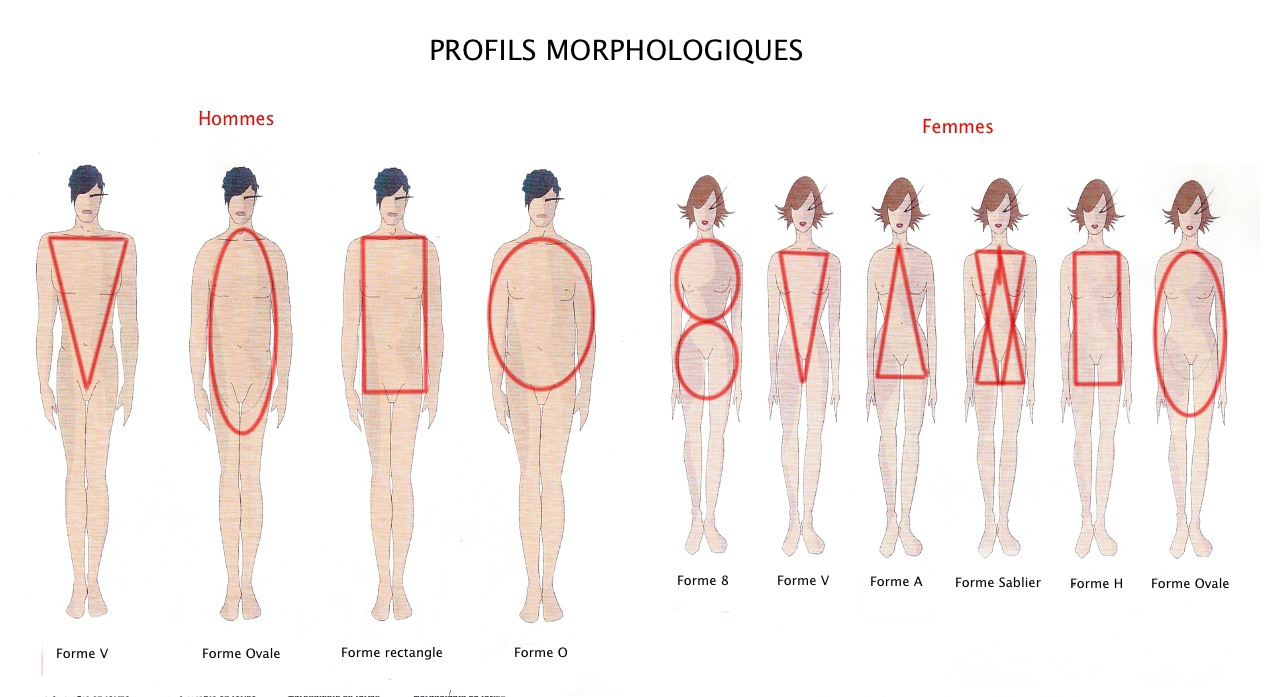 PROFILS MORPHOLOGIQUES
Hommes
Femmes
Forme 8
Forme V
Forme A
Forme Sablier
Forme H
Forme Ovale
Forme V
Forme Ovale
Forme rectangle
Forme O